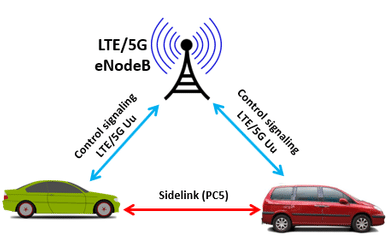 LTE/5G
eNodeB
Control signaling
LTE/5G Uu
Control signaling
LTE/5G Uu
Sidelink (PC5)